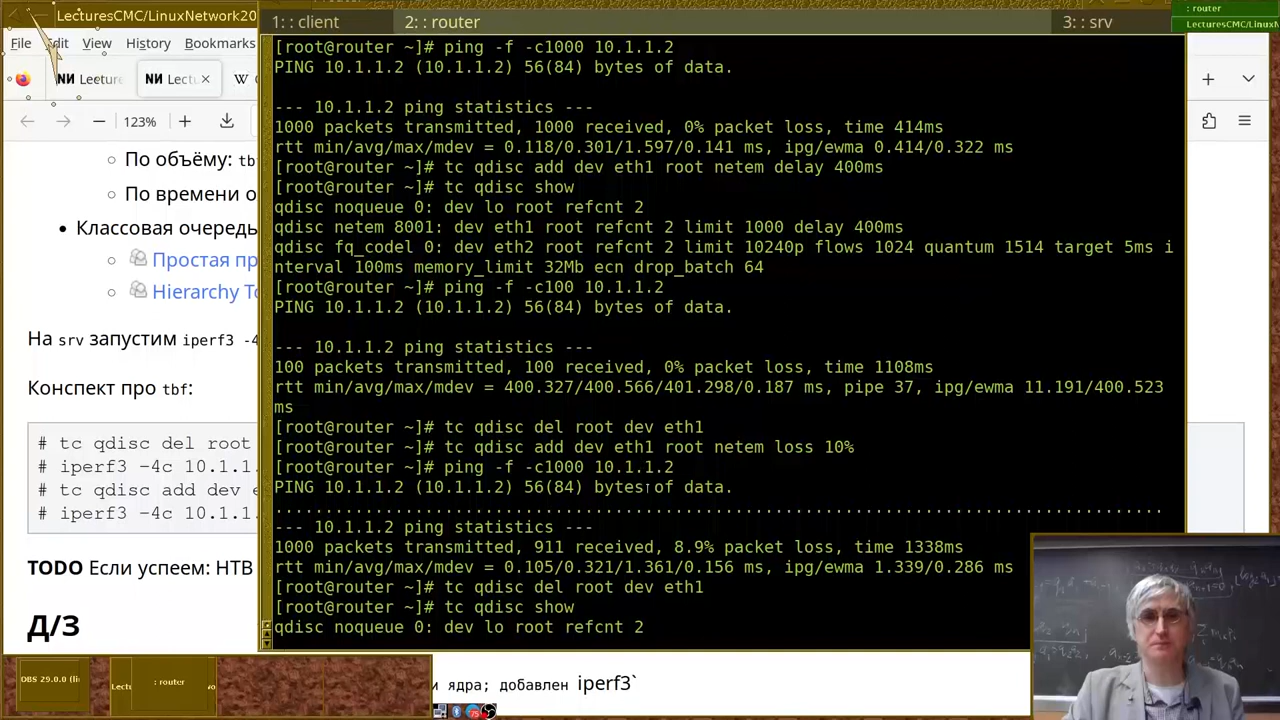 LecturesCMC/LinuxNetwork20
1: : client
2: : router
3: : srv
: router
LecturesCMC/LinuxNetwork20
File Edit View History Bookmarks
Lecture
Lectu
123%
По объёму: tb
По времени о
Классовая очередь
Простая пр
Hierarchy To
На srv запустим iperf3 -4
Конспект про tbf:
# tc qdisc del root
# iperf3 -4c 10.1.1.
# tc qdisc add dev e
# iperf3 -4c 10.1.1.
TODO Если успеем: HTB
Д/З
[root@router ~]# ping -f -c1000 10.1.1.2
PING 10.1.1.2 (10.1.1.2) 56(84) bytes of data.
--- 10.1.1.2 ping statistics ---
1000 packets transmitted, 1000 received, 0% packet loss, time 414ms
rtt min/avg/max/mdev = 0.118/0.301/1.597/0.141 ms, ipg/ewma 0.414/0.322 ms
[root@router ~]# tc qdisc add dev eth1 root netem delay 400ms
[root@router ~]# tc qdisc show
qdisc noqueue 0: dev lo root refcnt 2
qdisc netem 8001: dev eth1 root refcnt 2 limit 1000 delay 400ms
qdisc fq_codel 0: dev eth2 root refcnt 2 limit 10240p flows 1024 quantum 1514 target 5ms i
nterval 100ms memory_limit 32Mb ecn drop_batch 64
[root@router ~]# ping -f -c100 10.1.1.2
PING 10.1.1.2 (10.1.1.2) 56(84) bytes of data.
--- 10.1.1.2 ping statistics ---
100 packets transmitted, 100 received, 0% packet loss, time 1108ms
rtt min/avg/max/mdev = 400.327/400.566/401.298/0.187 ms, pipe 37, ipg/ewma 11.191/400.523
ms
[root@router ~]# tc qdisc del root dev eth1
[root@router ~]# tc qdisc add dev eth1 root netem loss 10%
[root@router ~]# ping -f -c1000 10.1.1.2
PING 10.1.1.2 (10.1.1.2) 56(84) bytes of data.
.........................................................................................
--- 10.1.1.2 ping statistics ---
1000 packets transmitted, 911 received, 8.9% packet loss, time 1338ms
rtt min/avg/max/mdev = 0.105/0.321/1.361/0.156 ms, ipg/ewma 1.339/0.286 ms
[root@router ~]# tc qdisc del root dev eth1
[root@router ~]# tc qdisc show
qdisc noqueue 0: dev lo root refcnt 2
DBS 29.0.0 (li
Lectu
: router
и ядра; добавлен iperf3`